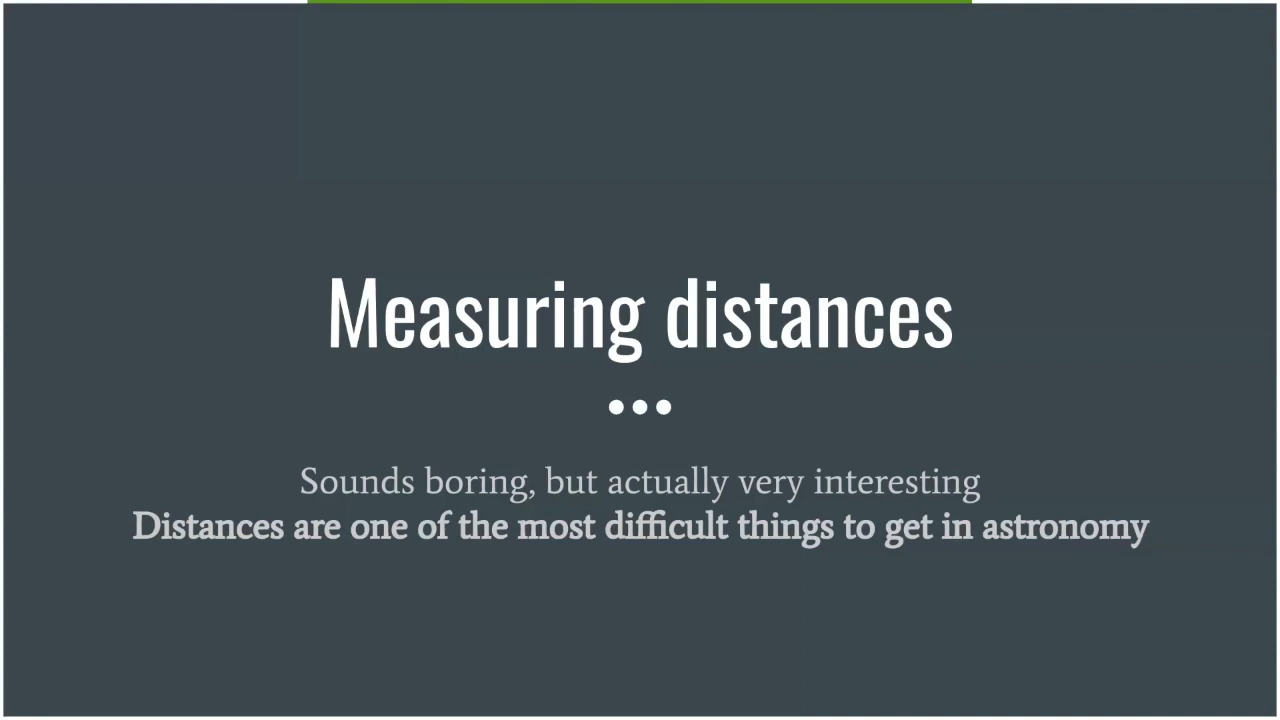 Measuring distances
Sounds boring, but actually very interesting
Distances are one of the most difficult things to get in astronomy